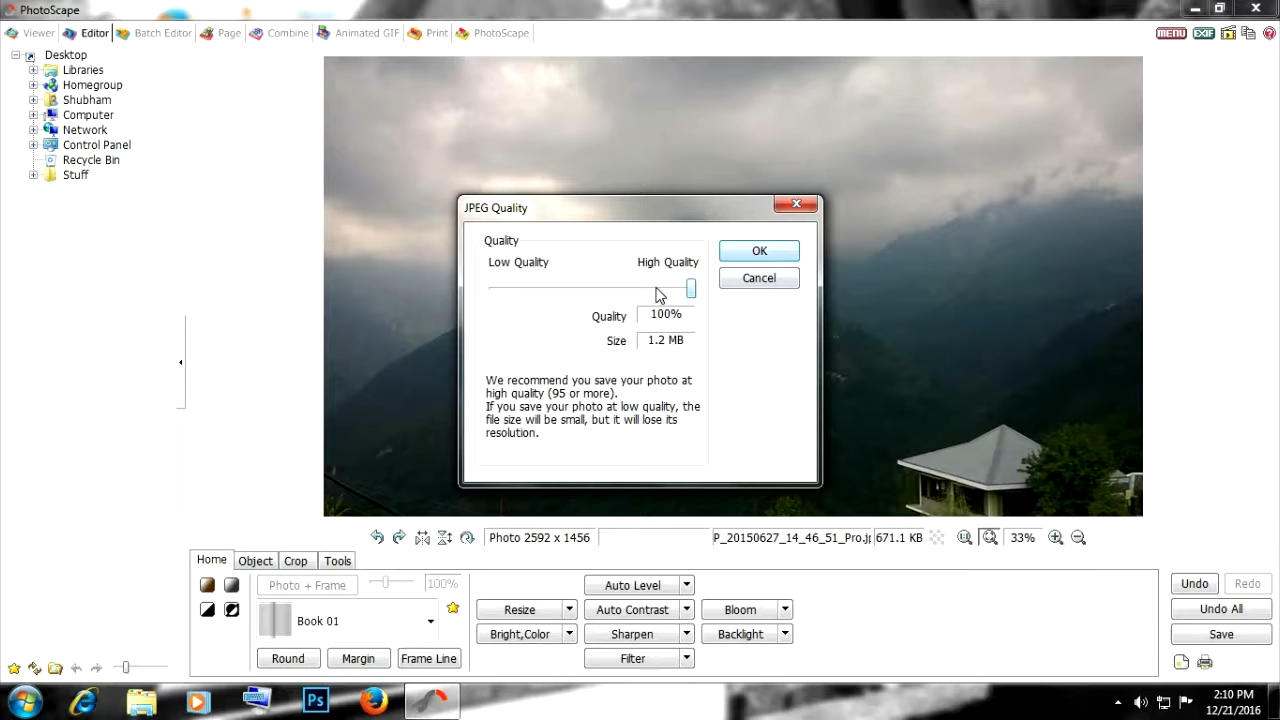 PhotoScape
Viewer Editor Batch Editor Page Combine Animated GIF Print PhotoScape MENU EXIF
Desktop
Libraries
Homegroup
Shubham
Computer
Network
Control Panel
Recycle Bin
Stuff
JPEG Quality
Quality
Low Quality High Quality
OK
Cancel
Quality 100%
Size 1.2 MB
We recommend you save your photo at
high quality (95 or more).
If you save your photo at low quality, the
file size will be small, but it will lose its
resolution.
Photo 2592 x 1456 P_20150627_14_46_51_Pro.j 671.1 KB 33%
Home Object Crop Tools
Photo + Frame 100%
Book 01
Round Margin Frame Line
Resize
Bright,Color
Auto Level
Auto Contrast
Sharpen
Filter
Bloom
Backlight
Undo Redo
Undo All
Save
Ps
2:10 PM
12/21/2016